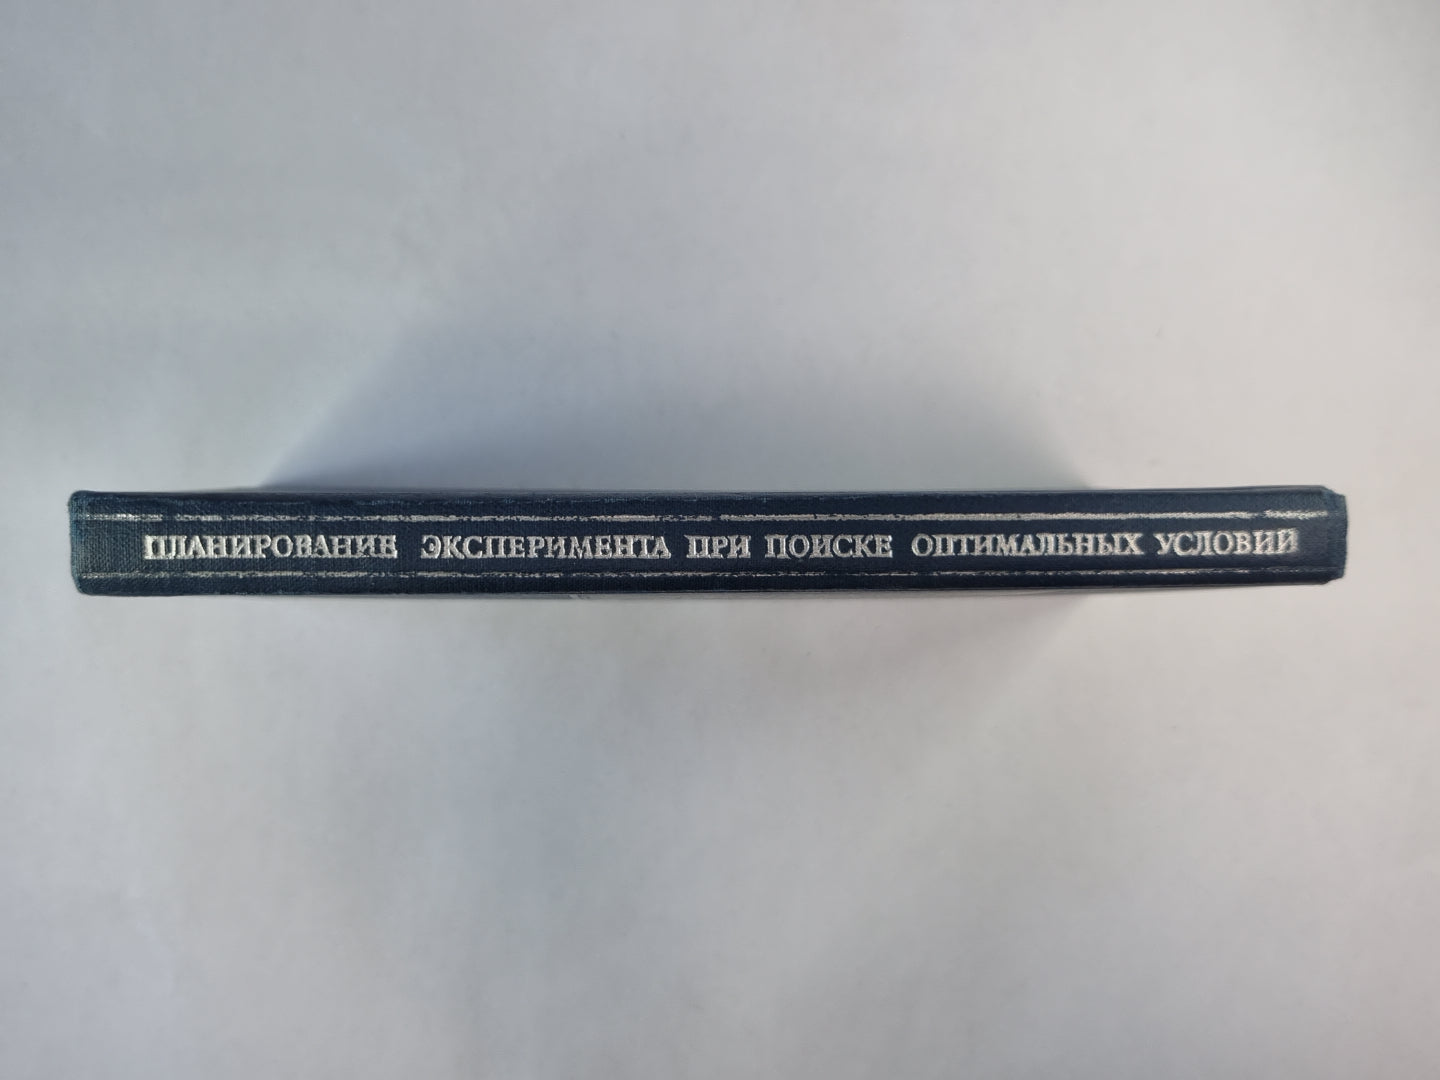 ПЛАНИРОВАНИЕ ЭКСПЕРИМЕНТА ПРИ ПОИСКЕ ОПТИМАЛЬНЫХ УСЛОВИЙ